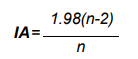 1.98(n-2)
IA=
n